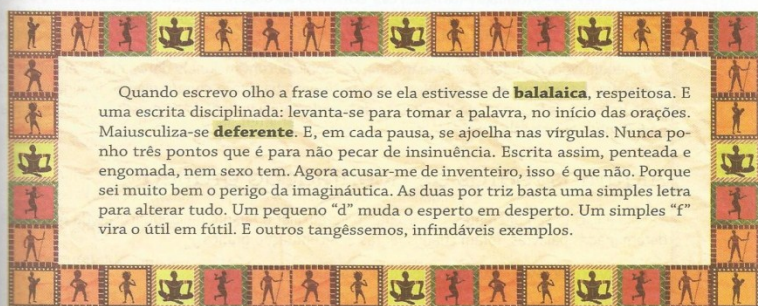 Quando escrevo olho a frase como se ela estivesse de balalaica, respeitosa. E
uma escrita disciplinada: levanta-se para tomar a palavra, no início das orações.
Maiusculiza-se deferente. E, em cada pausa, se ajoelha nas vírgulas. Nunca po-
nho três pontos que é para não pecar de insinuência. Escrita assim, penteada e
engomada, nem sexo tem. Agora acusar-me de inventeiro, isso é que não. Porque
sei muito bem o perigo da imagináutica. As duas por triz basta uma simples letra
para alterar tudo. Um pequeno “d” muda o esperto em desperto. Um simples “f”
vira o útil em fútil. E outros tangêssemos, infindáveis exemplos.